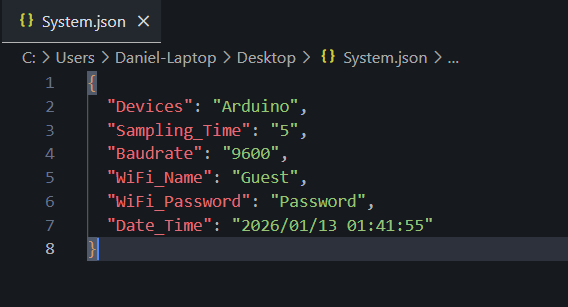 {} System.json ×
C: > Users > Daniel-Laptop > Desktop > {} System.json > ...
1 {
2 "Devices": "Arduino",
3 "Sampling_Time": "5",
4 "Baudrate": "9600",
5 "WiFi_Name": "Guest",
6 "WiFi_Password": "Password",
7 "Date_Time": "2026/01/13 01:41:55"
8 }